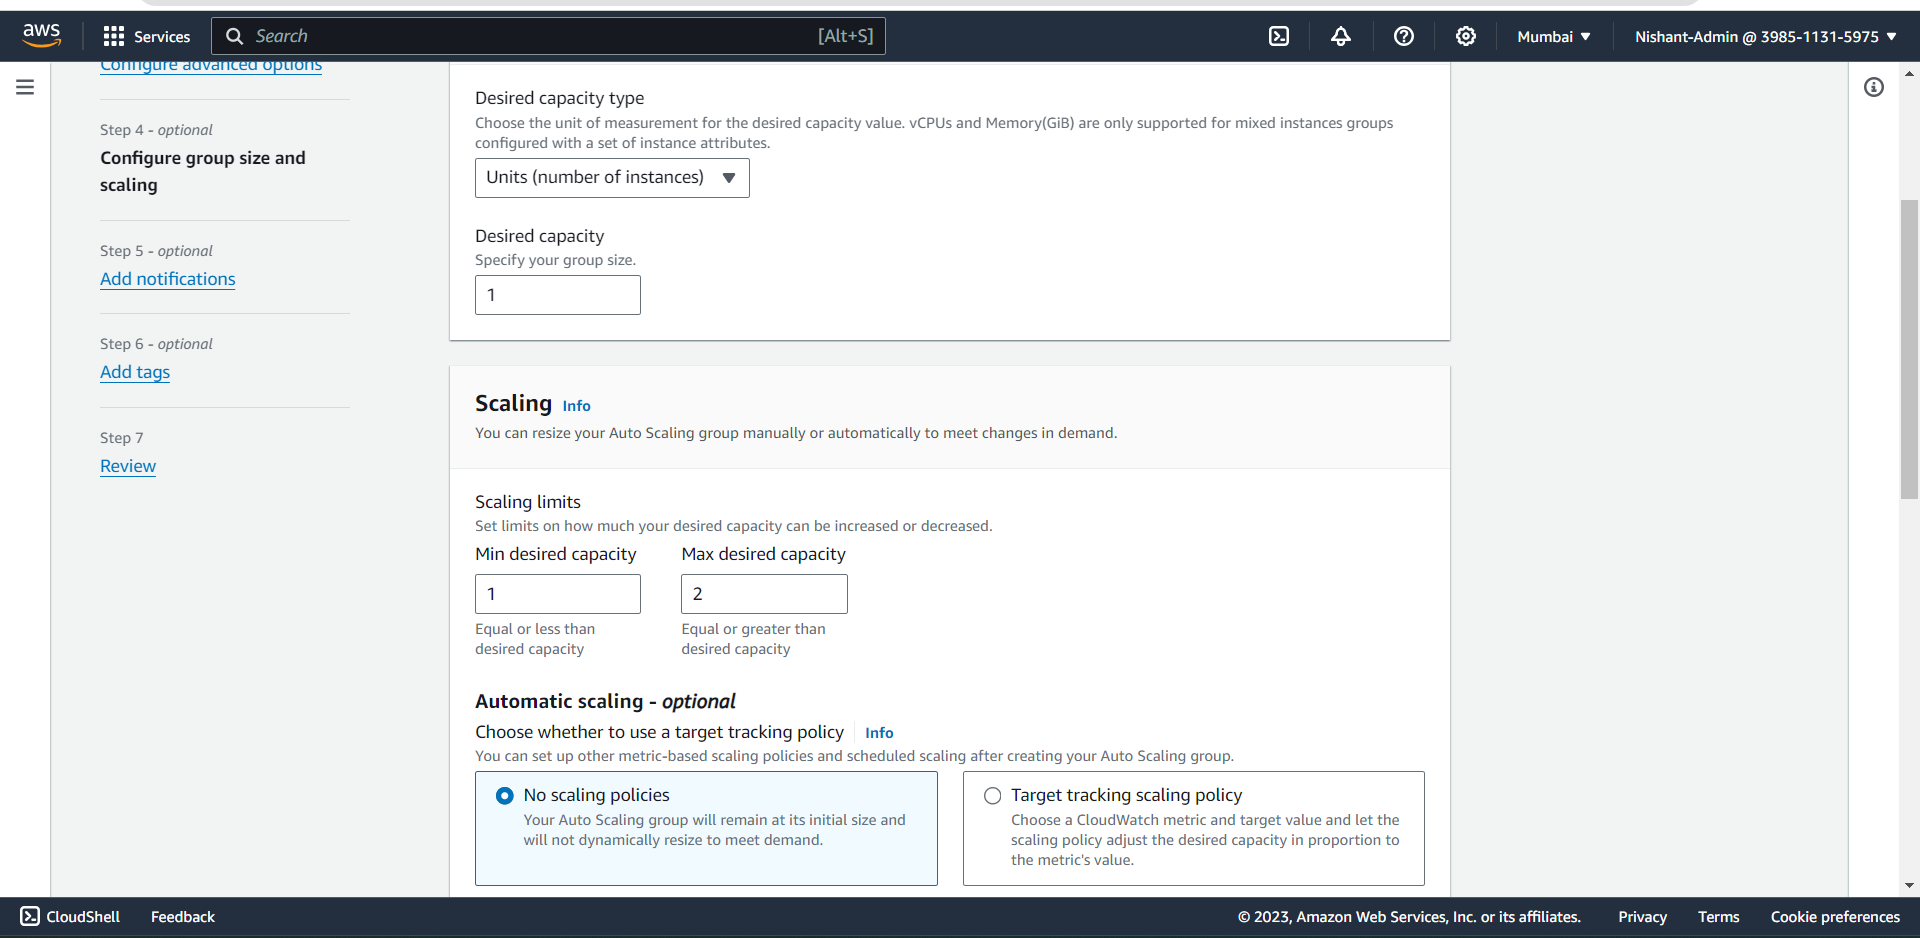 aws
Services
Search
[Alt+S]
Mumbai
Nishant-Admin @ 3985-1131-5975
Configure advanced options
Step 4 - optional
Configure group size and
scaling
Step 5 - optional
Add notifications
Step 6 - optional
Add tags
Step 7
Review
Desired capacity type
Choose the unit of measurement for the desired capacity value. vCPUs and Memory(GiB) are only supported for mixed instances groups
configured with a set of instance attributes.
Units (number of instances)
Desired capacity
Specify your group size.
1
Scaling Info
You can resize your Auto Scaling group manually or automatically to meet changes in demand.
Scaling limits
Set limits on how much your desired capacity can be increased or decreased.
Min desired capacity
1
Equal or less than
desired capacity
Max desired capacity
2
Equal or greater than
desired capacity
Automatic scaling - optional
Choose whether to use a target tracking policy Info
You can set up other metric-based scaling policies and scheduled scaling after creating your Auto Scaling group.
No scaling policies
Your Auto Scaling group will remain at its initial size and
will not dynamically resize to meet demand.
Target tracking scaling policy
Choose a CloudWatch metric and target value and let the
scaling policy adjust the desired capacity in proportion to
the metric's value.
CloudShell
Feedback
© 2023, Amazon Web Services, Inc. or its affiliates.
Privacy
Terms
Cookie preferences